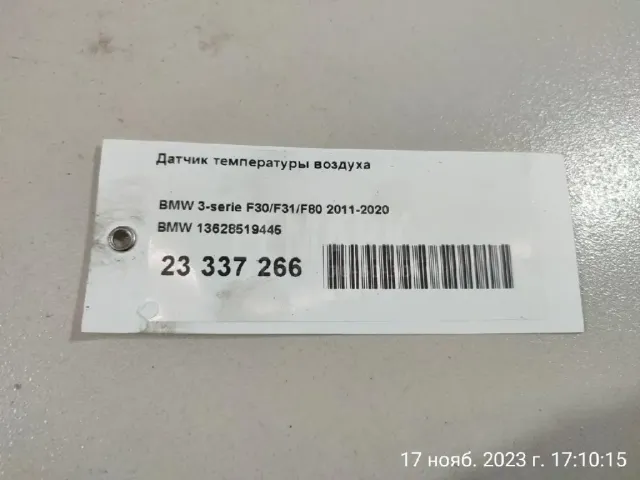 Датчик температуры воздуха
BMW 3-serie F30/F31/F80 2011-2020
BMW 13628519445
23 337 266
17 нояб. 2023 г. 17:10:15